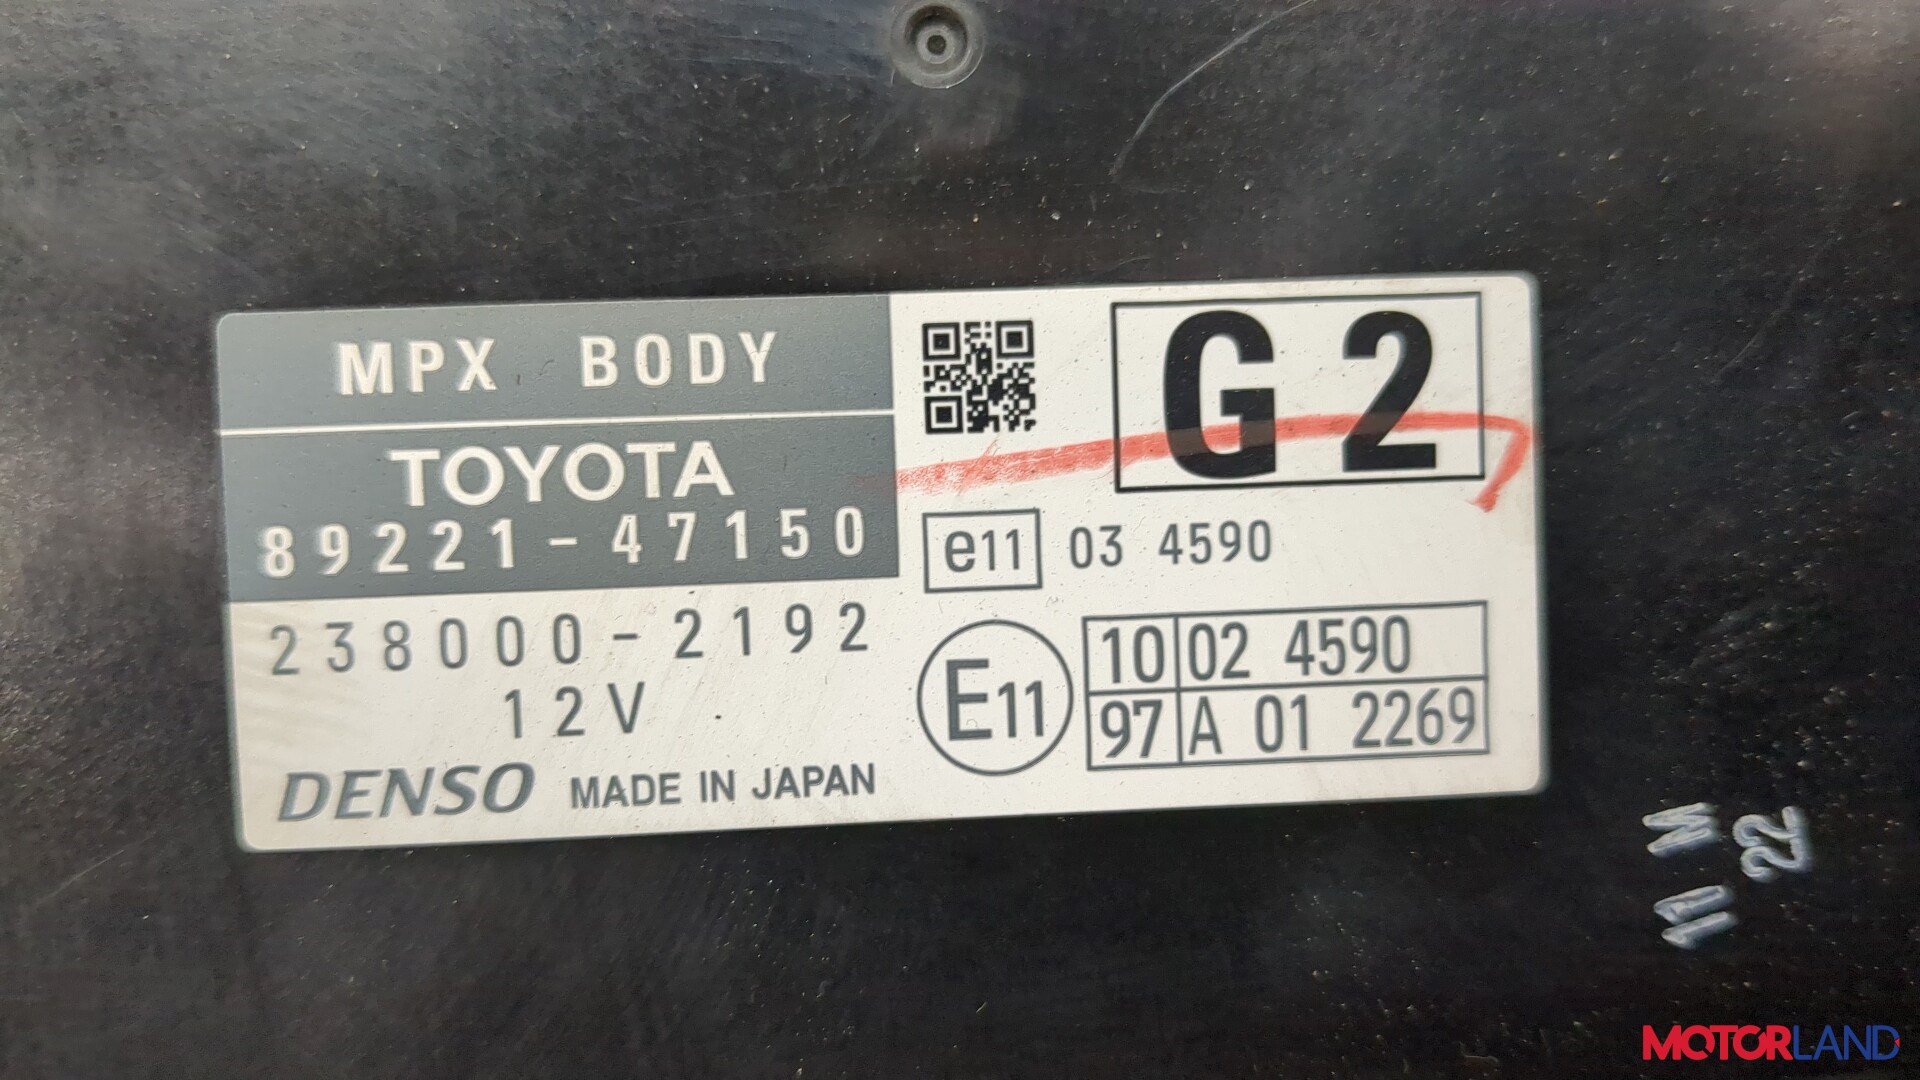 MPX BODY
TOYOTA
89221-47150
238000-2192
12V
DENSO MADE IN JAPAN
G2
e11 03 4590
E11
10 02 4590
97 A 01 2269
MOTORLAND